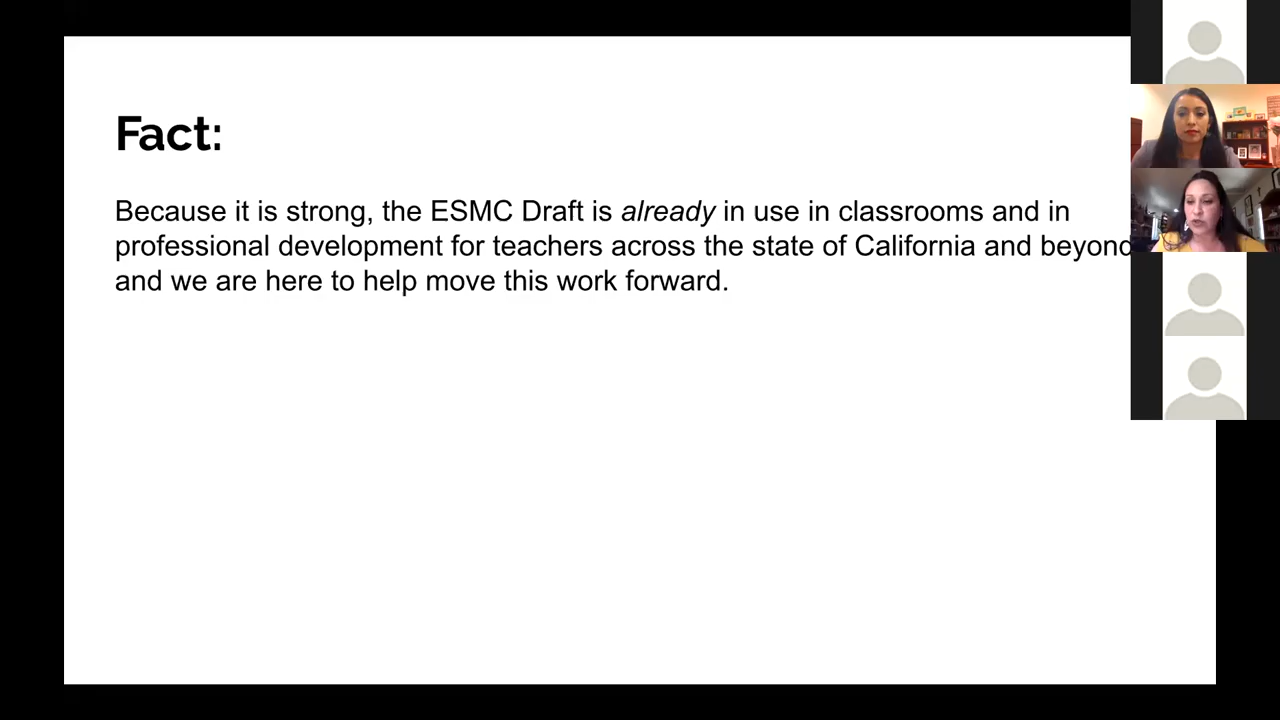 Fact:
Because it is strong, the ESMC Draft is already in use in classrooms and in
professional development for teachers across the state of California and beyond
and we are here to help move this work forward.